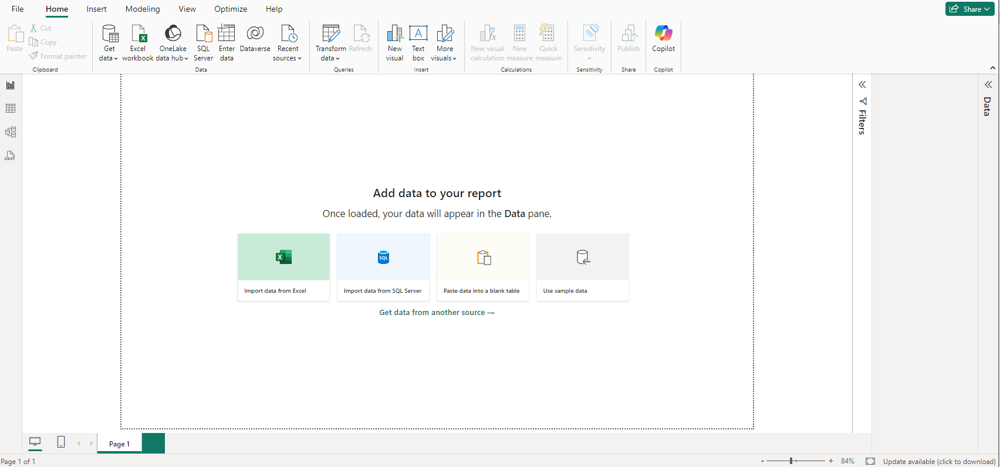 File Home Insert Modeling View Optimize Help
Share
Paste
Cut
Copy
Format painter
Clipboard
Get
data
Excel
workbook
OneLake
data hub
SQL
Server
Enter
data
Dataverse
Recent
sources
Data
Transform
data
Refresh
Queries
New
visual
A
Text
box
More
visuals
Insert
fx
New visual
calculation
New
measure
Quick
measure
Calculations
Sensitivity
Sensitivity
Publish
Share
Copilot
Copilot
DAX
Filters
Data
Add data to your report
Once loaded, your data will appear in the Data pane.
X
Import data from Excel
SQL
Import data from SQL Server
Paste data into a blank table
Use sample data
Get data from another source →
Page 1
Page 1 of 1
- + 84%
Update available (click to download)